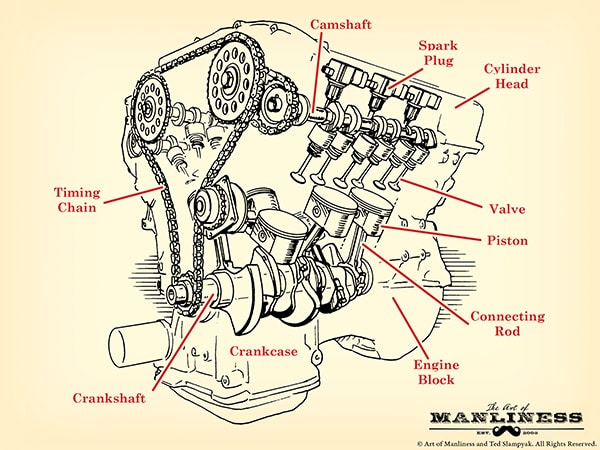 Camshaft
Spark
Plug
Cylinder
Head
Timing
Chain
Valve
Piston
Connecting
Rod
Crankcase
Engine
Block
Crankshaft
The Art of
MANLINESS
EST. 2008
© Art of Manliness and Ted Slampyak. All Rights Reserved.